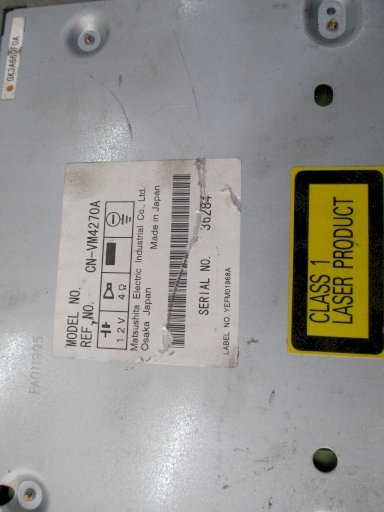 GK3A66DF0A
MODEL NO.
REF. NO. CN-VM4270A
12V 4Ω
Matsushita Electric Industrial Co., Ltd.
Osaka Japan Made in Japan
SERIAL NO. 36284
LABEL NO. YEFM01968A
CLASS 1
LASER PRODUCT